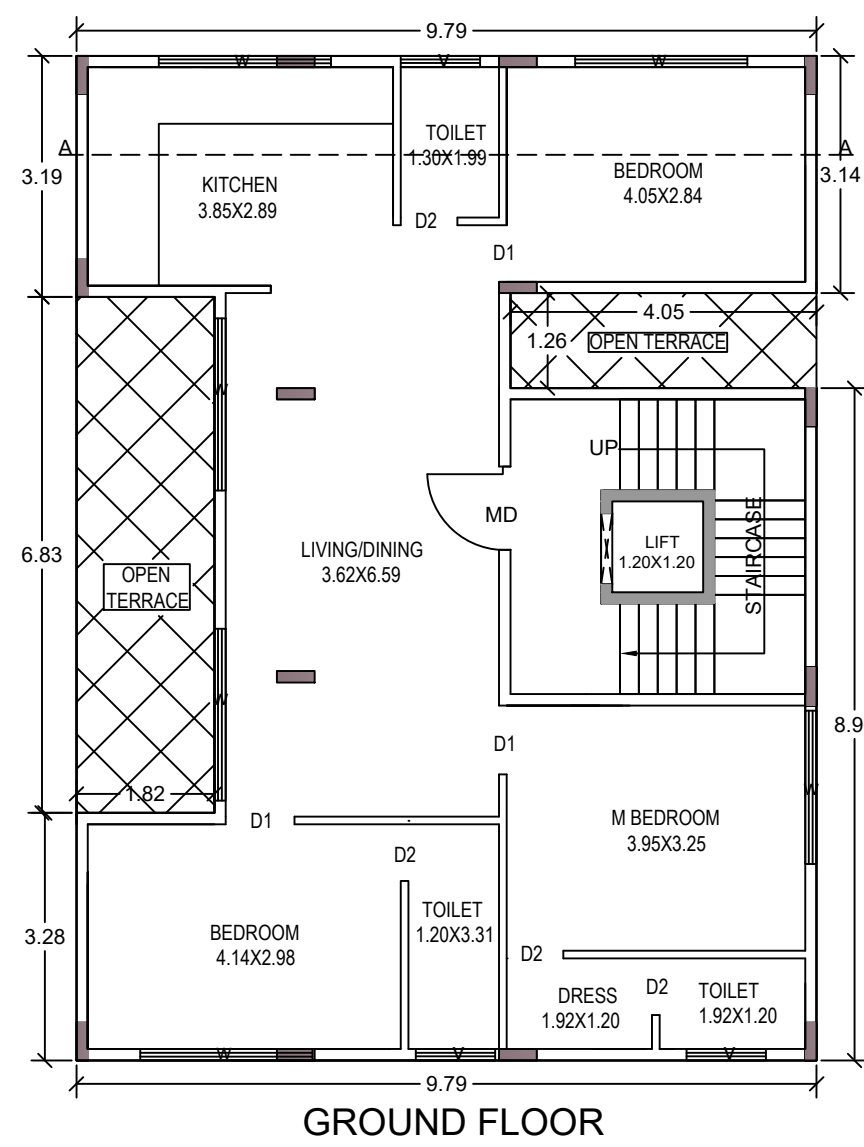 9.79
W
V
W
A
TOILET
1.30X1.99
A
3.19
KITCHEN
3.85X2.89
BEDROOM
4.05X2.84
3.14
D2
D1
4.05
1.26
OPEN TERRACE
W
UP
MD
STAIRCASE
LIFT
1.20X1.20
LIVING/DINING
3.62X6.59
6.83
OPEN
TERRACE
W
8.9
D1
1.82
D1
W
M BEDROOM
3.95X3.25
D2
TOILET
1.20X3.31
3.28
BEDROOM
4.14X2.98
D2
DRESS
1.92X1.20
D2
TOILET
1.92X1.20
W
V
V
9.79
GROUND FLOOR